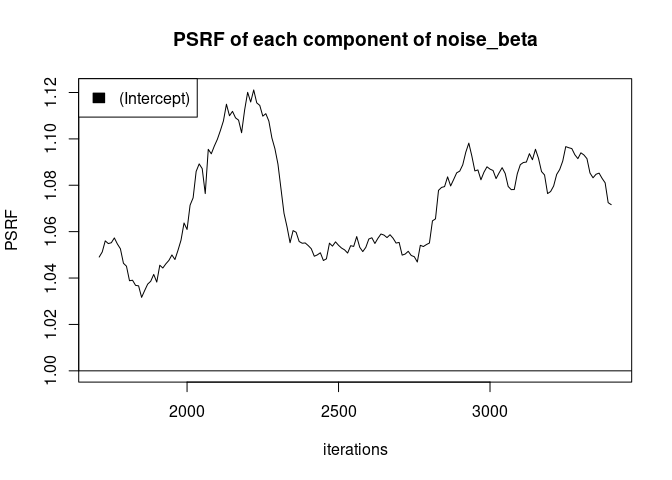 PSRF of each component of noise_beta
(Intercept)
PSRF
1.12
1.10
1.08
1.06
1.04
1.02
1.00
2000 2500 3000
iterations